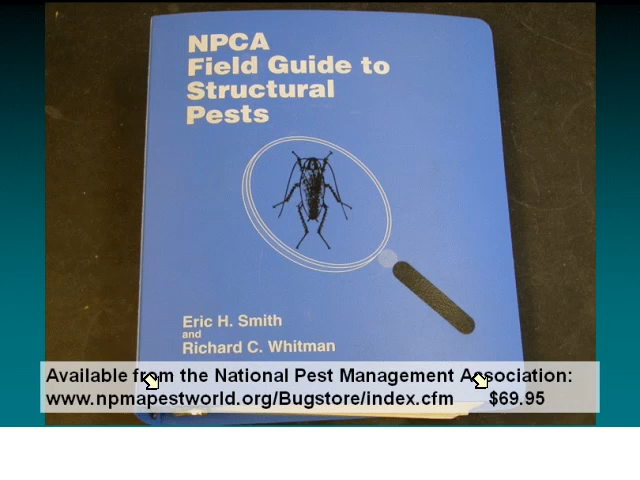 NPCA
Field Guide to
Structural
Pests
Eric H. Smith
and
Richard C. Whitman
Available from the National Pest Management Association:
www.npmapestworld.org/Bugstore/index.cfm $69.95